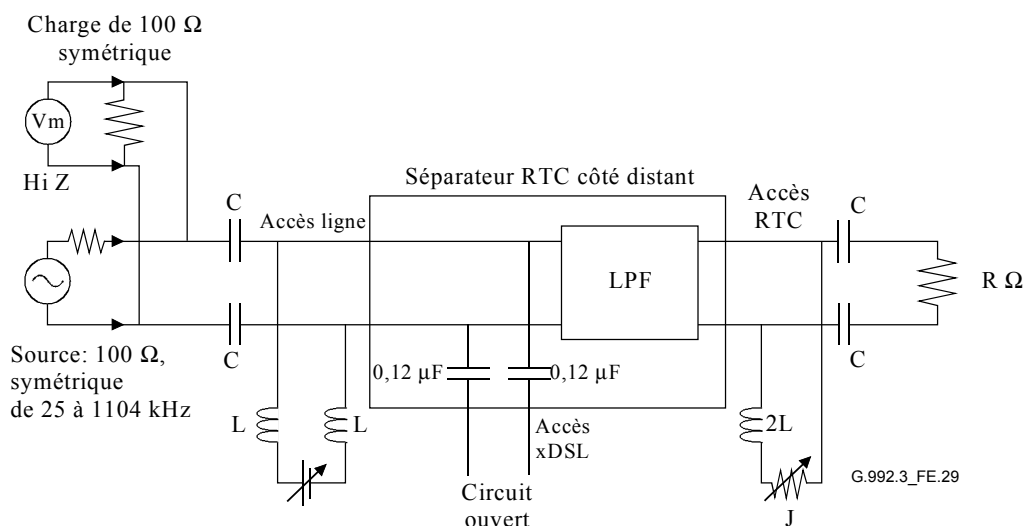 Charge de 100 Ω
symétrique
Vm
Hi Z
Séparateur RTC côté distant
C
Accès ligne
Accès
RTC
C
LPF
R Ω
C
C
Source: 100 Ω,
symétrique
de 25 à 1104 kHz
0,12 µF
0,12 µF
L
L
Accès
xDSL
2L
Circuit
ouvert
J
G.992.3_FE.29